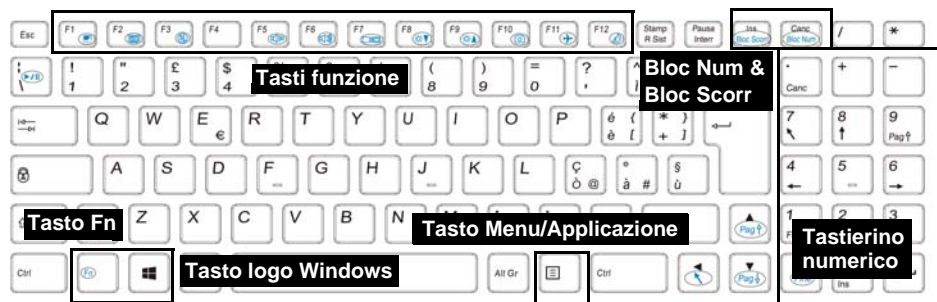 Esc F1 F2 F3 F4 F5 F6 F7 F8 F9 F10 F11 F12 Stamp R Sist Pausa Interr Ins Bloc Scorr Canc Bloc Num / *
\ ! 1 " 2 £ 3 $ 4 ( 8 ) 9 = 0 ? ' ^ . Canc + -
Tasti funzione
Bloc Num &
Bloc Scorr
Q W E € R T Y U I O P é { è [ * } + ] 7 8 9 Pag
A S D F G H J K L ç ò @ ° à # § ù 4 5 6
Tasto Fn
Z X C V B N
Tasto Menu/Applicazione
Pag 1 2 3
Tastierino
numerico
Ctrl Fn
Tasto logo Windows
Alt Gr Ctrl Pag Ins